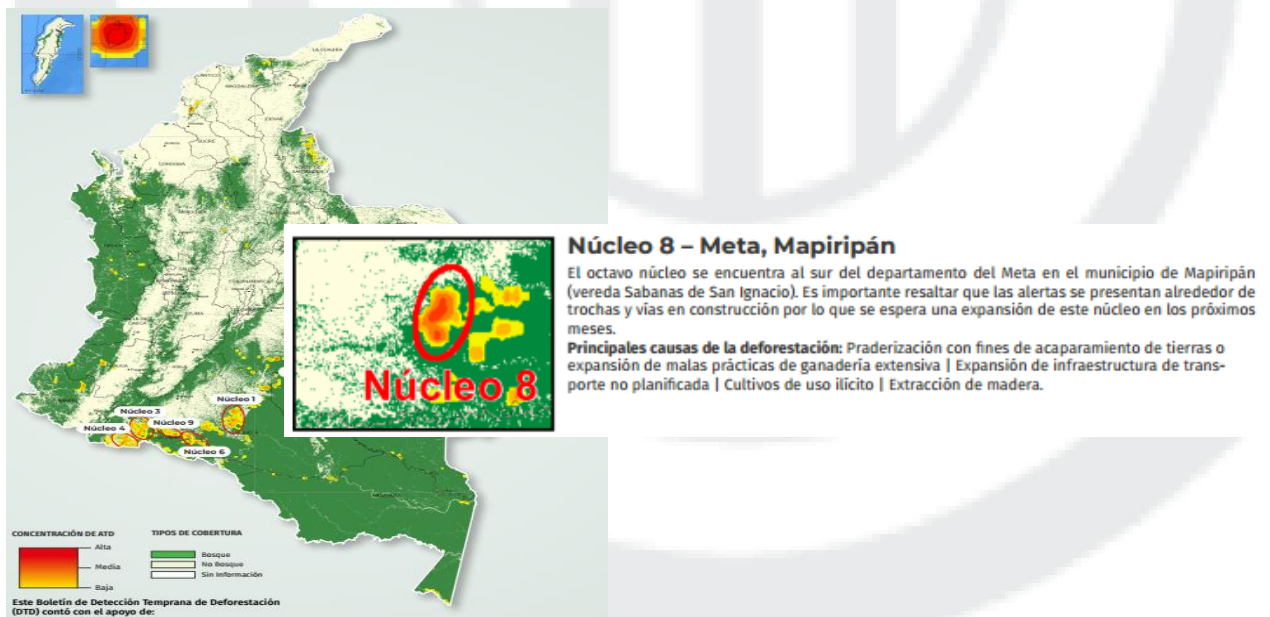 LA GUAJIRA
MAGDALENA
CESAR
SUCRE
CÓRDOBA
Núcleo 8 – Meta, Mapiripán
El octavo núcleo se encuentra al sur del departamento del Meta en el municipio de Mapiripán
(vereda Sabanas de San Ignacio). Es importante resaltar que las alertas se presentan alrededor de
trochas y vías en construcción por lo que se espera una expansión de este núcleo en los próximos
meses.
Principales causas de la deforestación: Praderización con fines de acaparamiento de tierras o
expansión de malas prácticas de ganadería extensiva | Expansión de infraestructura de trans-
porte no planificada | Cultivos de uso ilícito | Extracción de madera.
Núcleo 8
Núcleo 1
Núcleo 3
Núcleo 9
Núcleo 4
Núcleo 6
CONCENTRACIÓN DE ATD
Alta
Media
Baja
TIPOS DE COBERTURA
Bosque
No Bosque
Sin Información
Este Boletín de Detección Temprana de Deforestación
(DTD) contó con el apoyo de: